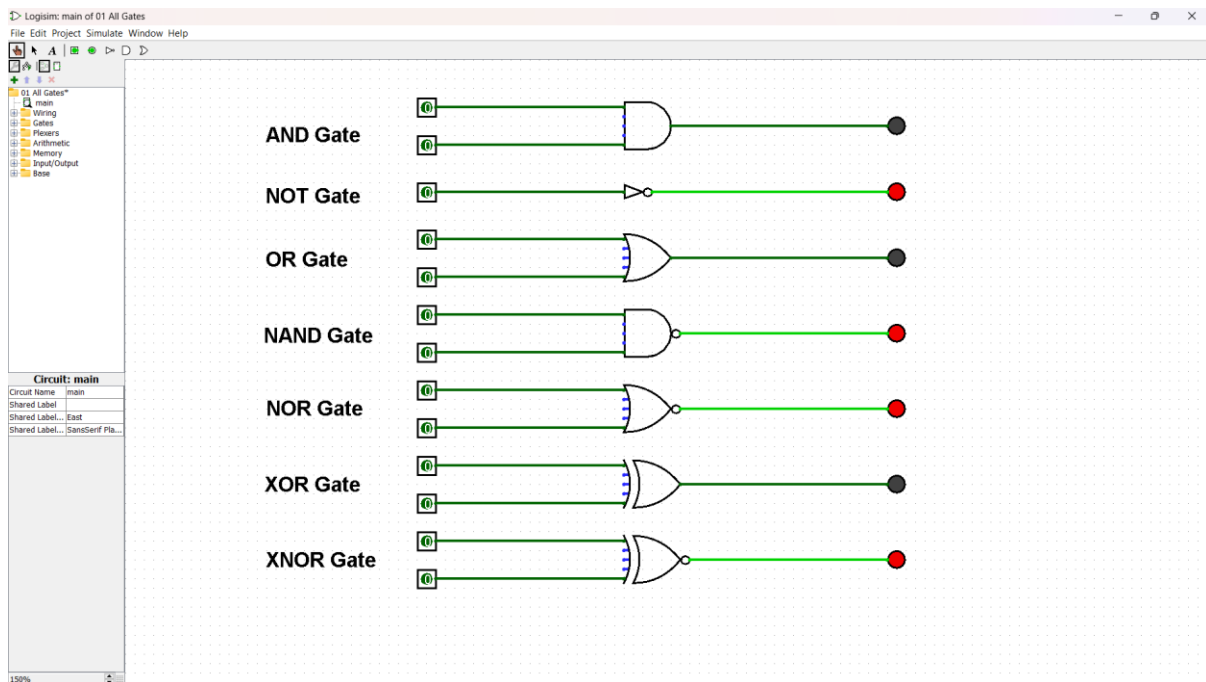 Logisim: main of 01 All Gates
File Edit Project Simulate Window Help
A
01 All Gates*
main
Wiring
Gates
Plexers
Arithmetic
Memory
Input/Output
Base
Circuit: main
Circuit Name main
Shared Label
Shared Label... East
Shared Label... SansSerif Pla...
150%
AND Gate
0
0
NOT Gate
0
OR Gate
0
0
NAND Gate
0
0
NOR Gate
0
0
XOR Gate
0
0
XNOR Gate
0
0